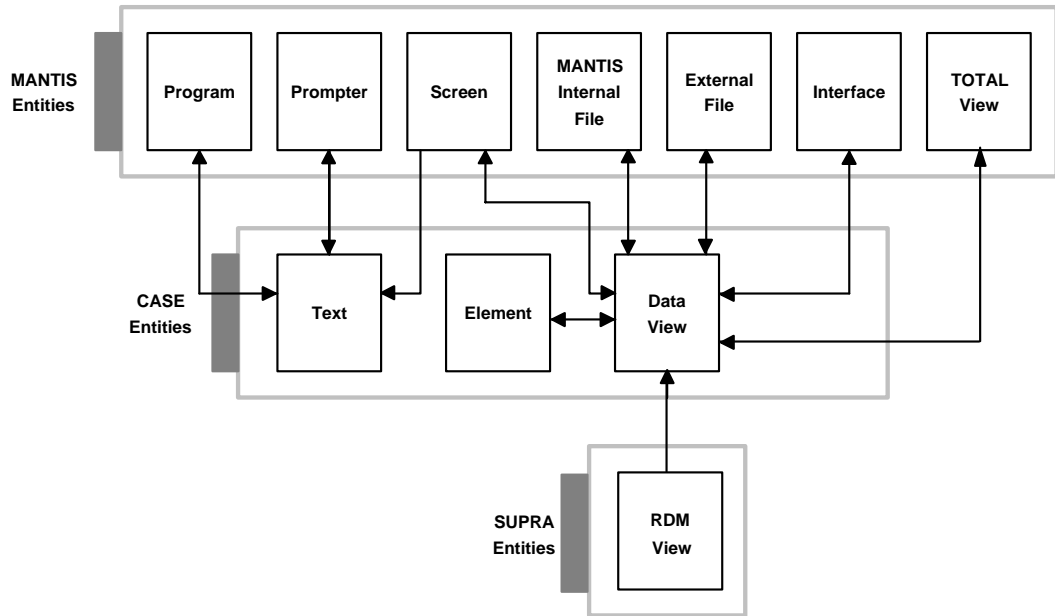 MANTIS
Entities
Program
Prompter
Screen
MANTIS
Internal
File
External
File
Interface
TOTAL
View
CASE
Entities
Text
Element
Data
View
SUPRA
Entities
RDM
View